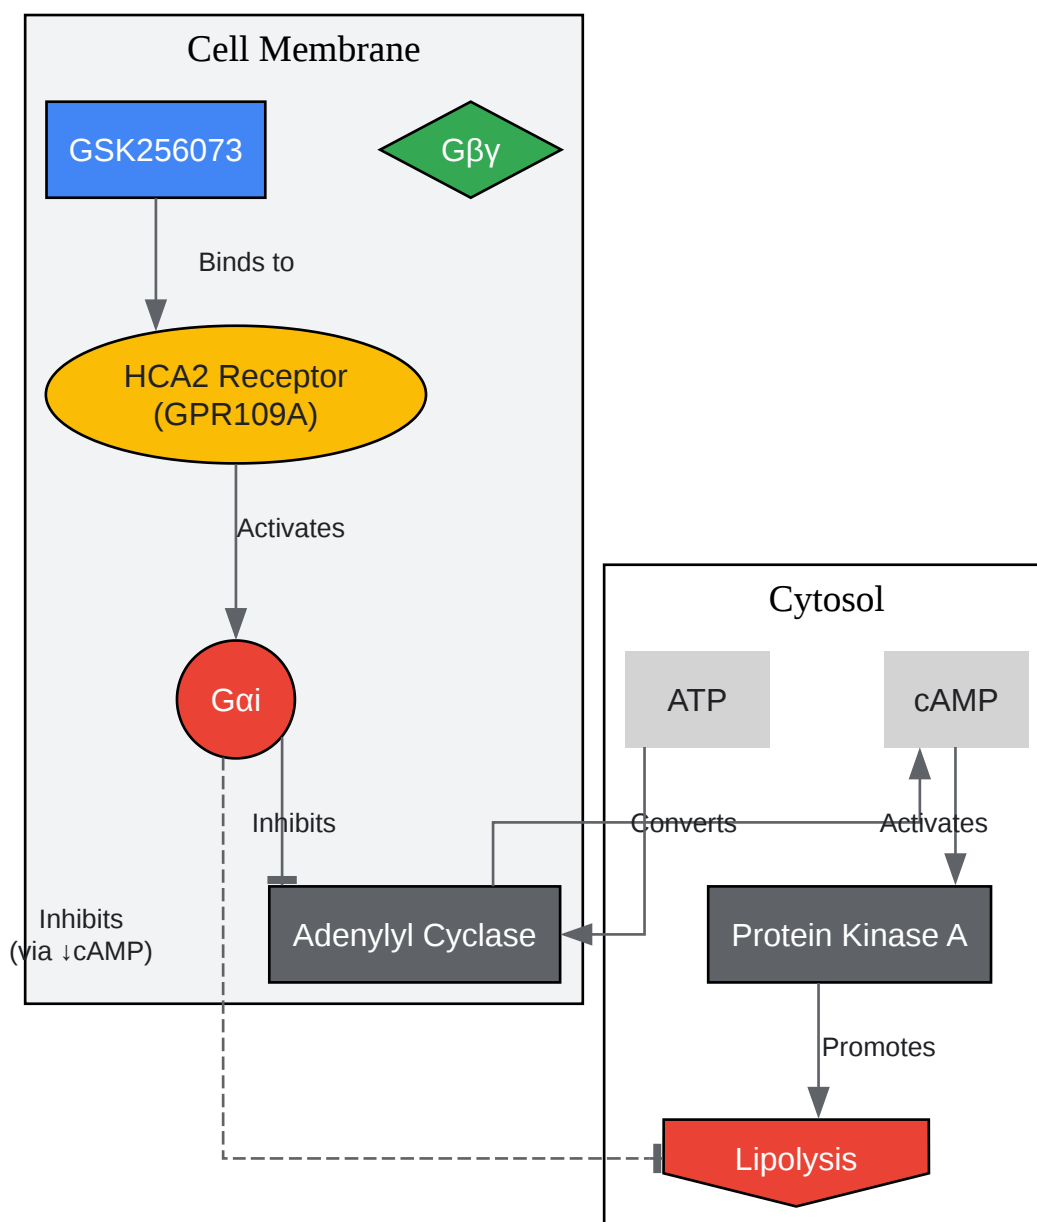 Cell Membrane
GSK256073
Gβγ
Binds to
HCA2 Receptor
(GPR109A)
Activates
Cytosol
Gαi
ATP
cAMP
Inhibits
Converts
Activates
Inhibits
(via ↓cAMP)
Adenylyl Cyclase
Protein Kinase A
Promotes
Lipolysis